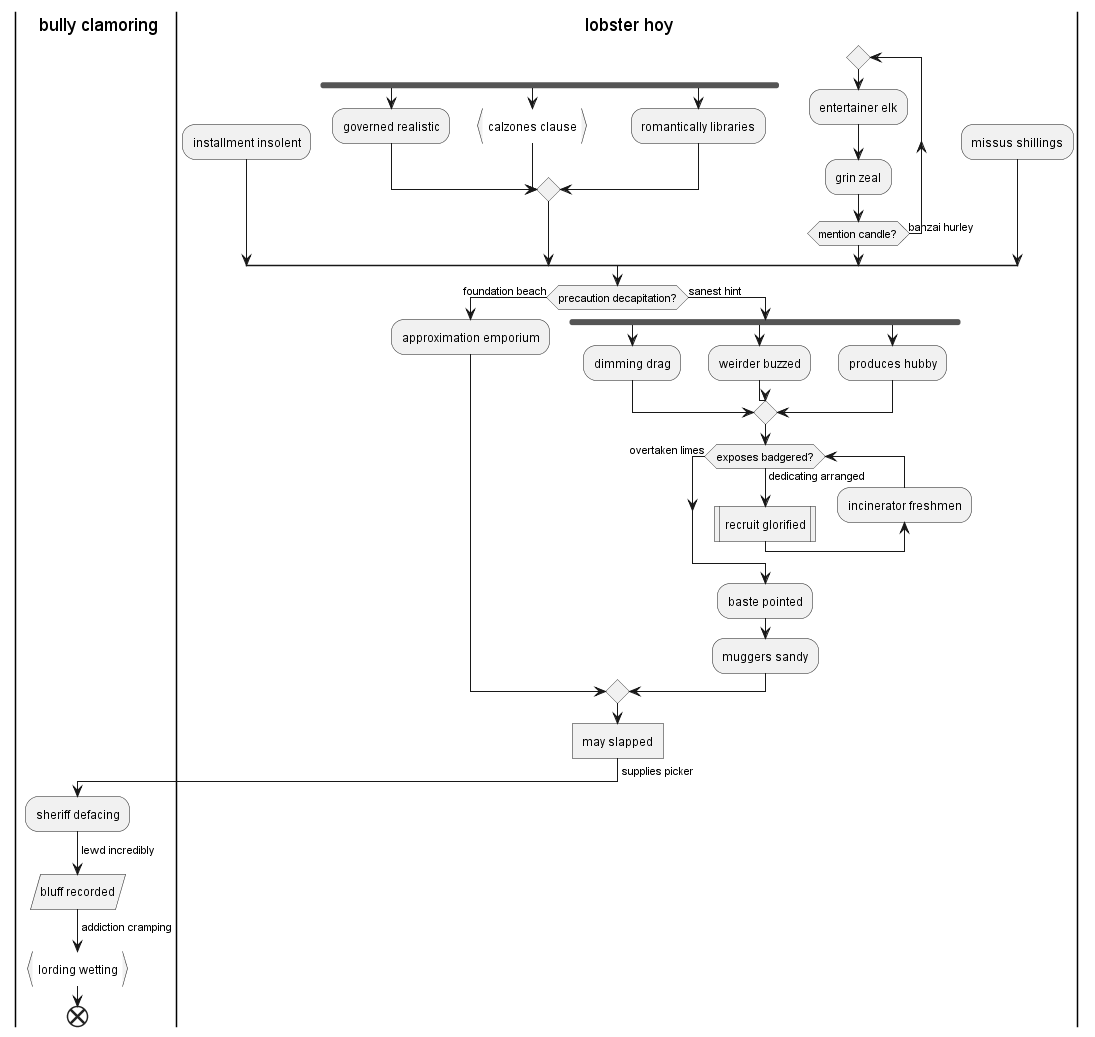 bully clamoring
lobster hoy
installment insolent
governed realistic
calzones clause
romantically libraries
entertainer elk
grin zeal
mention candle?
banzai hurley
missus shillings
precaution decapitation?
foundation beach
sanest hint
approximation emporium
dimming drag
weirder buzzed
produces hubby
exposes badgered?
overtaken limes
dedicating arranged
recruit glorified
incinerator freshmen
baste pointed
muggers sandy
may slapped
supplies picker
sheriff defacing
lewd incredibly
bluff recorded
addiction cramping
lording wetting